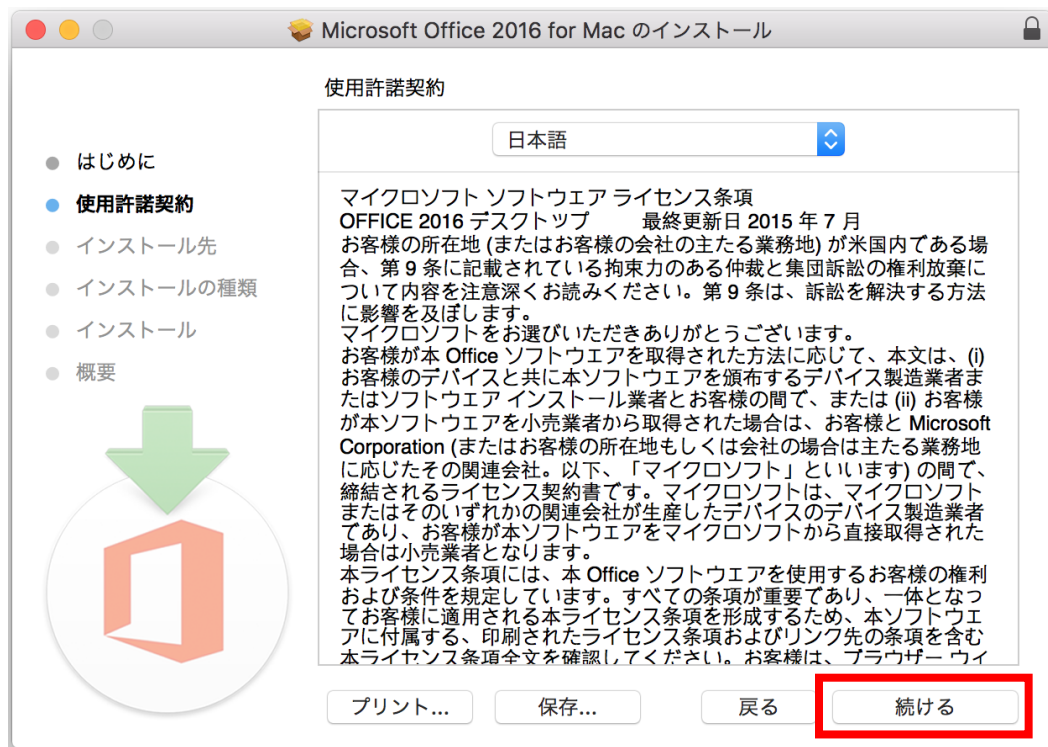 Microsoft Office 2016 for Mac のインストール
使用許諾契約
日本語
はじめに
使用許諾契約
インストール先
インストールの種類
インストール
概要
マイクロソフト ソフトウェア ライセンス条項
OFFICE 2016 デスクトップ 最終更新日 2015 年 7 月
お客様の所在地 (またはお客様の会社の主たる業務地) が米国内である場
合、第 9 条に記載されている拘束力のある仲裁と集団訴訟の権利放棄に
ついて内容を注意深くお読みください。第 9 条は、訴訟を解決する方法
に影響を及ぼします。
マイクロソフトをお選びいただきありがとうございます。
お客様が本 Office ソフトウェアを取得された方法に応じて、本文は、(i)
お客様のデバイスと共に本ソフトウェアを頒布するデバイス製造業者ま
たはソフトウェア インストール業者とお客様の間で、または (ii) お客様
が本ソフトウェアを小売業者から取得された場合は、お客様と Microsoft
Corporation (またはお客様の所在地もしくは会社の場合は主たる業務地
に応じたその関連会社。以下、「マイクロソフト」といいます) の間で、
締結されるライセンス契約書です。マイクロソフトは、マイクロソフト
またはそのいずれかの関連会社が生産したデバイスのデバイス製造業者
であり、お客様が本ソフトウェアをマイクロソフトから直接取得された
場合は小売業者となります。
本ライセンス条項には、本 Office ソフトウェアを使用するお客様の権利
および条件を規定しています。すべての条項が重要であり、一体となっ
てお客様に適用される本ライセンス条項を形成するため、本ソフトウェ
アに付属する、印刷されたライセンス条項およびリンク先の条項を含む
本ライセンス条項全文を確認してください。お客様は、ブラウザー ウイ
プリント...
保存...
戻る
続ける